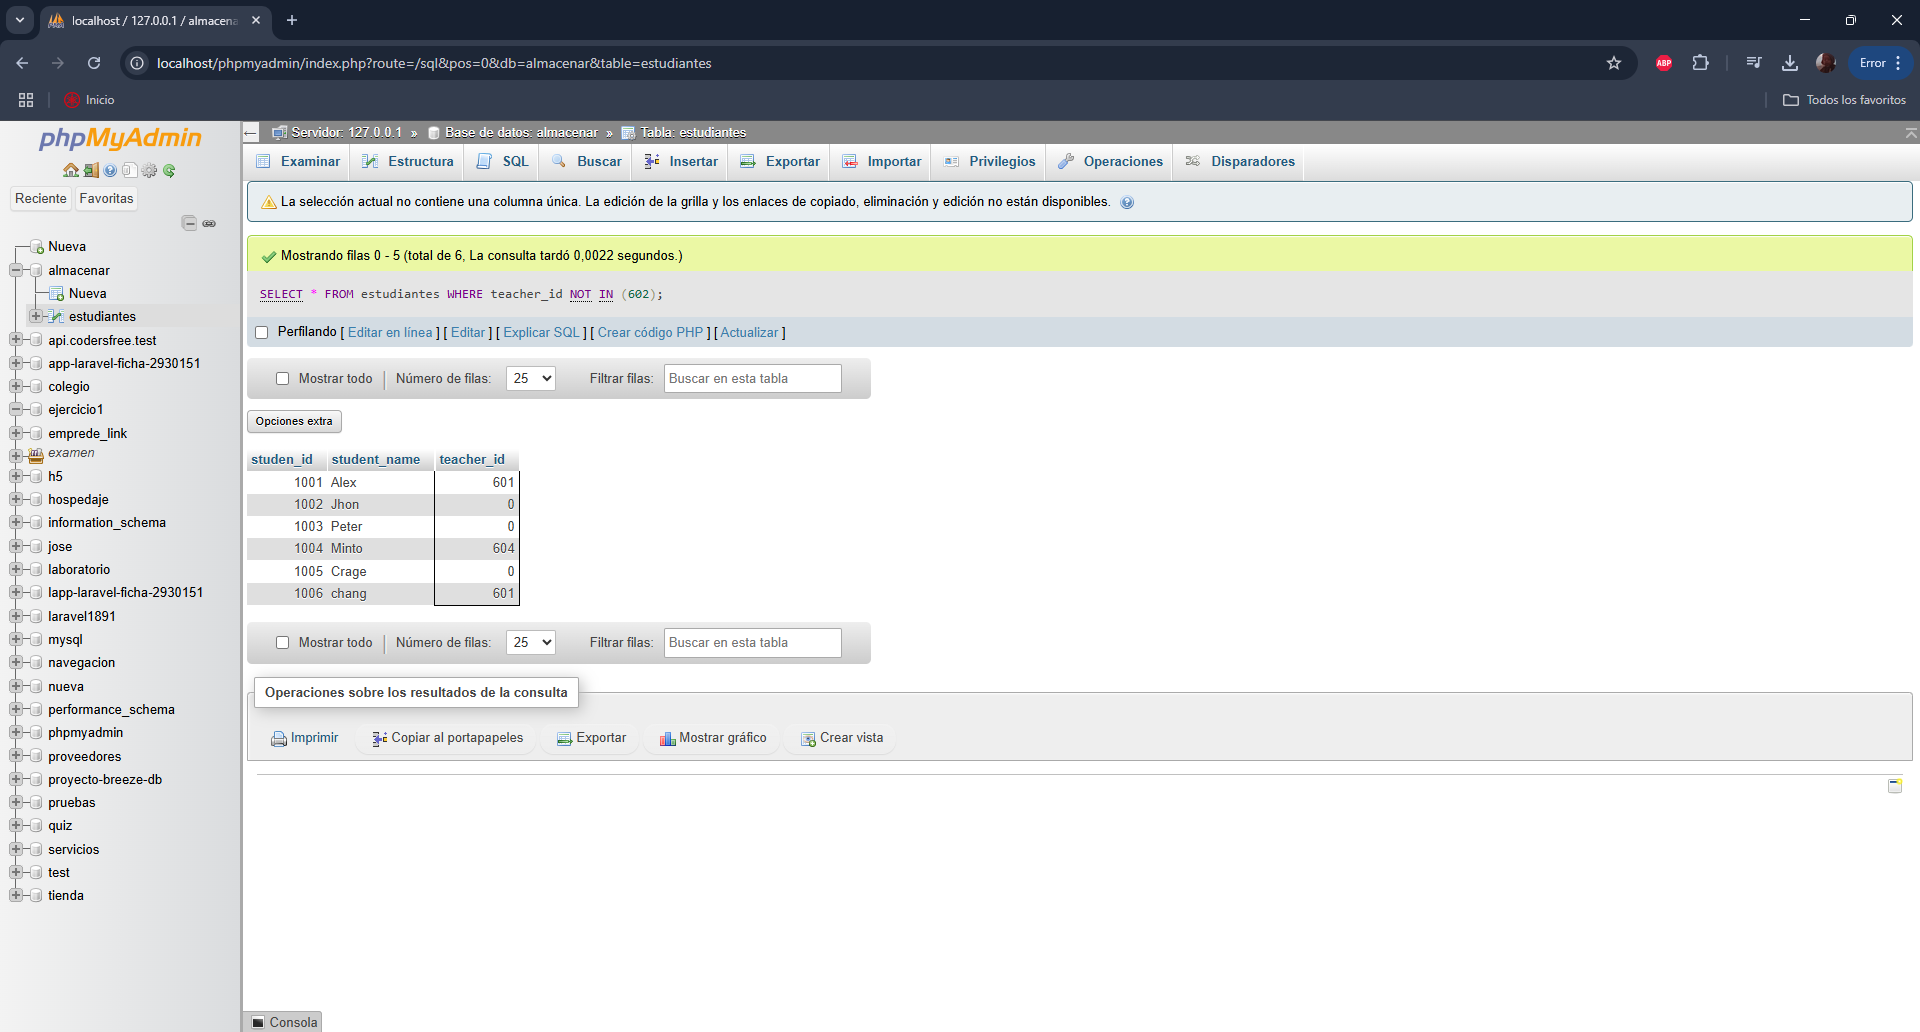 localhost / 127.0.0.1 / almacena
localhost/phpmyadmin/index.php?route=/sql&pos=0&db=almacenar&table=estudiantes
ABP
Error
Inicio
Todos los favoritos
phpMyAdmin
Reciente Favoritas
Nueva
almacenar
Nueva
estudiantes
api.codersfree.test
app-laravel-ficha-2930151
colegio
ejercicio1
emprede_link
examen
h5
hospedaje
information_schema
jose
laboratorio
lapp-laravel-ficha-2930151
laravel1891
mysql
navegacion
nueva
performance_schema
phpmyadmin
proveedores
proyecto-breeze-db
pruebas
quiz
servicios
test
tienda
Servidor: 127.0.0.1 » Base de datos: almacenar » Tabla: estudiantes
Examinar Estructura SQL Buscar Insertar Exportar Importar Privilegios Operaciones Disparadores
La selección actual no contiene una columna única. La edición de la grilla y los enlaces de copiado, eliminación y edición no están disponibles.
Mostrando filas 0 - 5 (total de 6, La consulta tardó 0,0022 segundos.)
SELECT * FROM estudiantes WHERE teacher_id NOT IN (602);
Perfilando [ Editar en línea ] [ Editar ] [ Explicar SQL ] [ Crear código PHP ] [ Actualizar ]
Mostrar todo | Número de filas: 25 Filtrar filas: Buscar en esta tabla
Opciones extra
studen_id student_name teacher_id
1001 Alex 601
1002 Jhon 0
1003 Peter 0
1004 Minto 604
1005 Crage 0
1006 chang 601
Mostrar todo | Número de filas: 25 Filtrar filas: Buscar en esta tabla
Operaciones sobre los resultados de la consulta
Imprimir Copiar al portapapeles Exportar Mostrar gráfico Crear vista
Consola